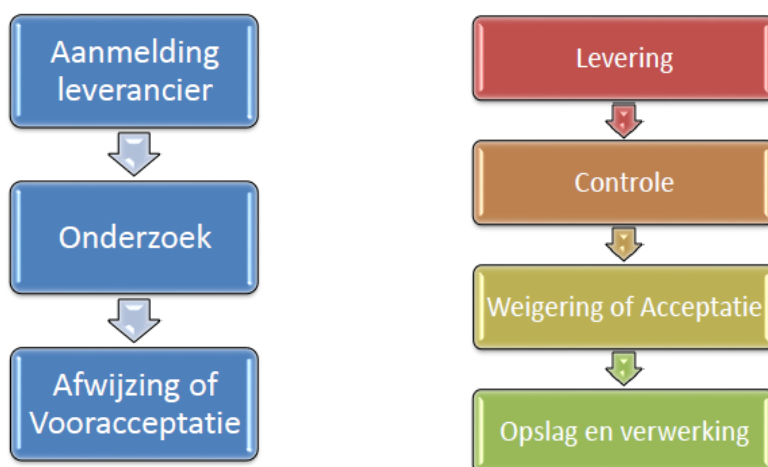 Aanmelding
leverancier
Onderzoek
Afwijzing of
Vooracceptatie
Levering
Controle
Weigering of Acceptatie
Opslag en verwerking